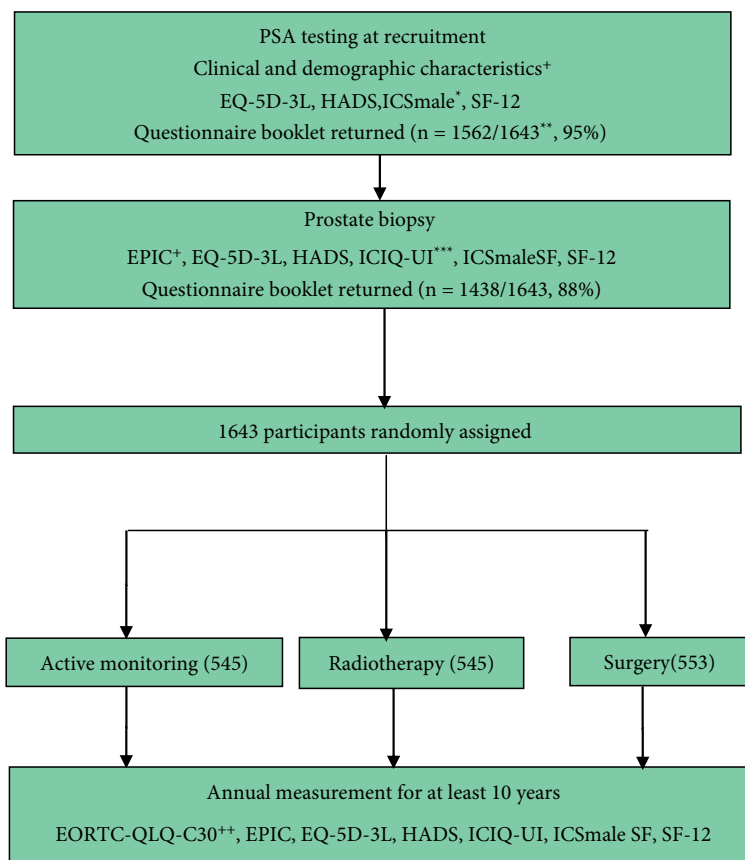 PSA testing at recruitment
Clinical and demographic characteristics⁺
EQ-5D-3L, HADS,ICSmale*, SF-12
Questionnaire booklet returned (n = 1562/1643**, 95%)
Prostate biopsy
EPIC⁺, EQ-5D-3L, HADS, ICIQ-UI***, ICSmaleSF, SF-12
Questionnaire booklet returned (n = 1438/1643, 88%)
1643 participants randomly assigned
Active monitoring (545)
Radiotherapy (545)
Surgery(553)
Annual measurement for at least 10 years
EORTC-QLQ-C30⁺⁺, EPIC, EQ-5D-3L, HADS, ICIQ-UI, ICSmale SF, SF-12